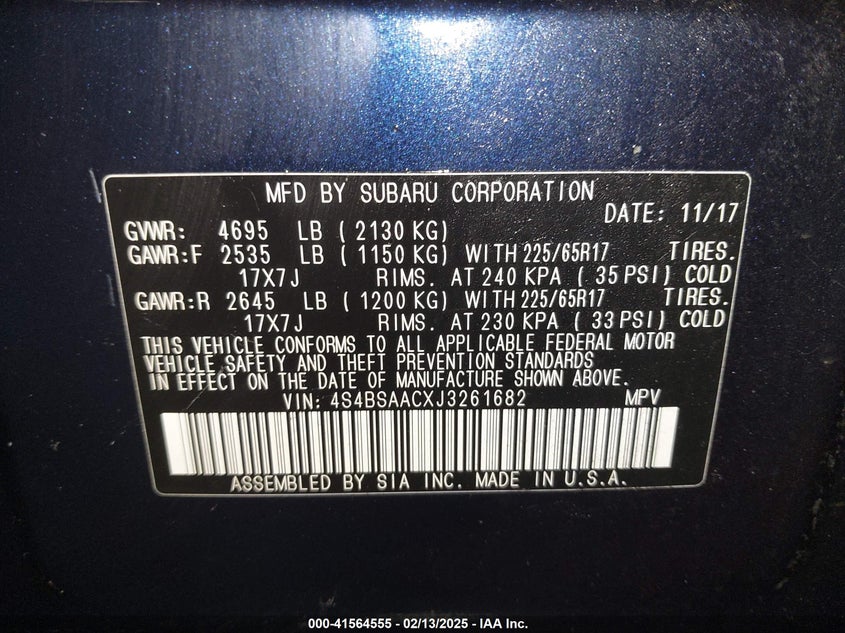 MFD BY SUBARU CORPORATION
DATE: 11/17
GVWR: 4695 LB ( 2130 KG)
GAWR:F 2535 LB ( 1150 KG) WITH 225/65R17 TIRES.
17X7J RIMS. AT 240 KPA ( 35 PSI) COLD
GAWR:R 2645 LB ( 1200 KG) WITH 225/65R17 TIRES.
17X7J RIMS. AT 230 KPA ( 33 PSI) COLD
THIS VEHICLE CONFORMS TO ALL APPLICABLE FEDERAL MOTOR
VEHICLE SAFETY AND THEFT PREVENTION STANDARDS
IN EFFECT ON THE DATE OF MANUFACTURE SHOWN ABOVE.
VIN: 4S4BSAACXJ3261682 MPV
ASSEMBLED BY SIA INC. MADE IN U.S.A.
000-41564555 - 02/13/2025 - IAA Inc.